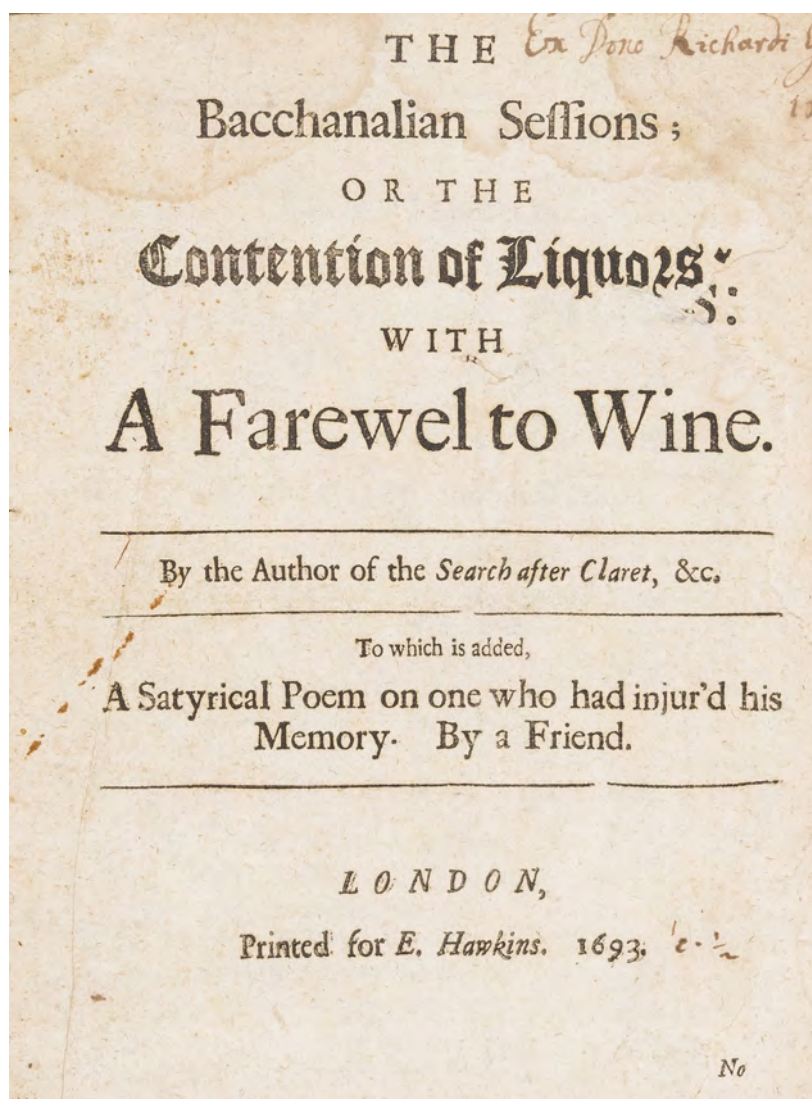 THE Ex Dono Richardi
Bacchanalian Seſſions;
OR THE
Contention of Liquoꝛs:
WITH
A Farewel to Wine.
By the Author of the Search after Claret, &c.
To which is added,
A Satyrical Poem on one who had injur'd his
Memory. By a Friend.
LONDON,
Printed for E. Hawkins. 1693.
No